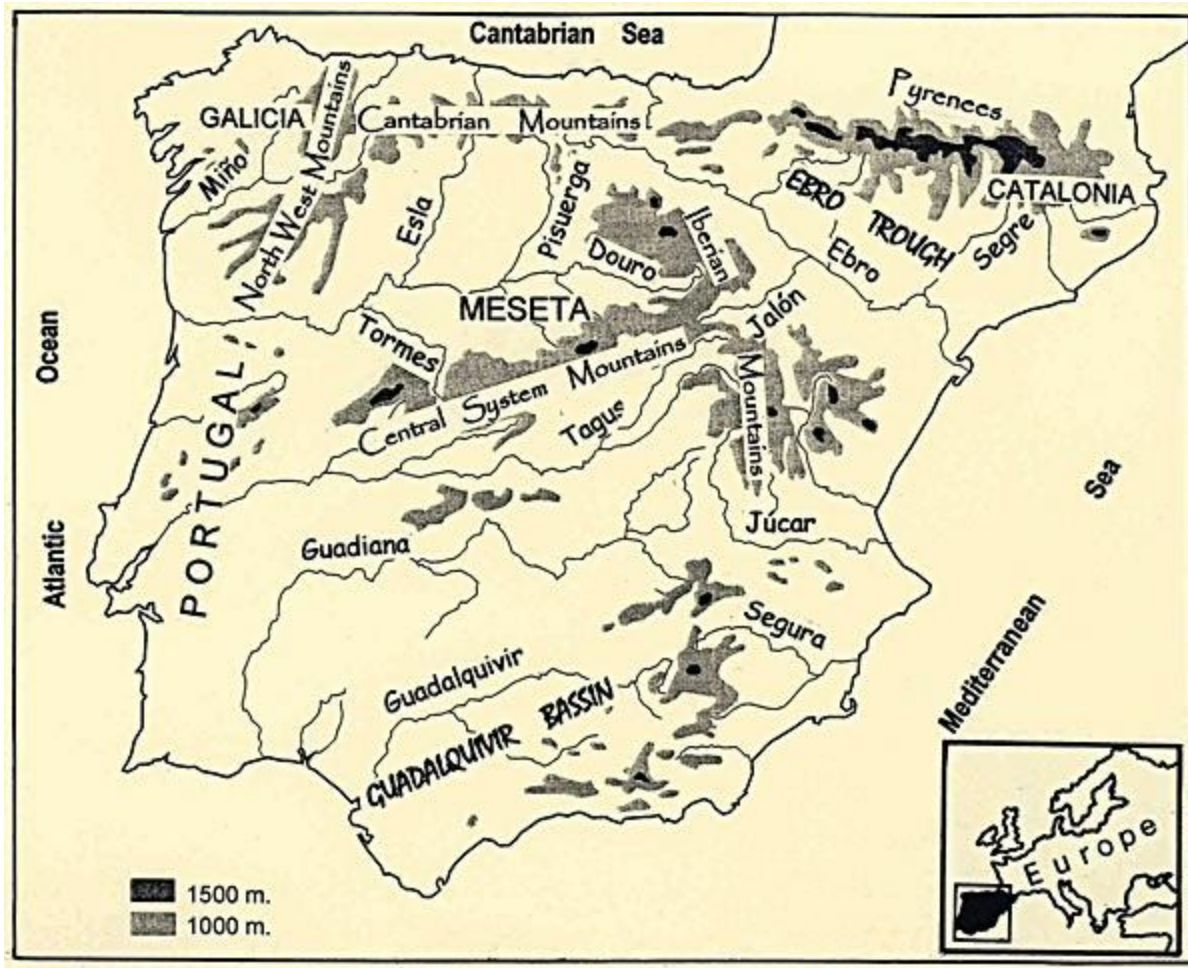 Cantabrian Sea
Pyrenees
GALICIA
North West Mountains
Cantabrian Mountains
Miño
Esla
Pisuerga
Douro
Iberian
Mountains
EBRO TROUGH
CATALONIA
Segre
Ebro
MESETA
Jalón
Tormes
Central System Mountains
Tagus
PORTUGAL
Atlantic Ocean
Guadiana
Júcar
Segura
Guadalquivir
GUADALQUIVIR BASSIN
Mediterranean Sea
1500 m.
1000 m.
Europe